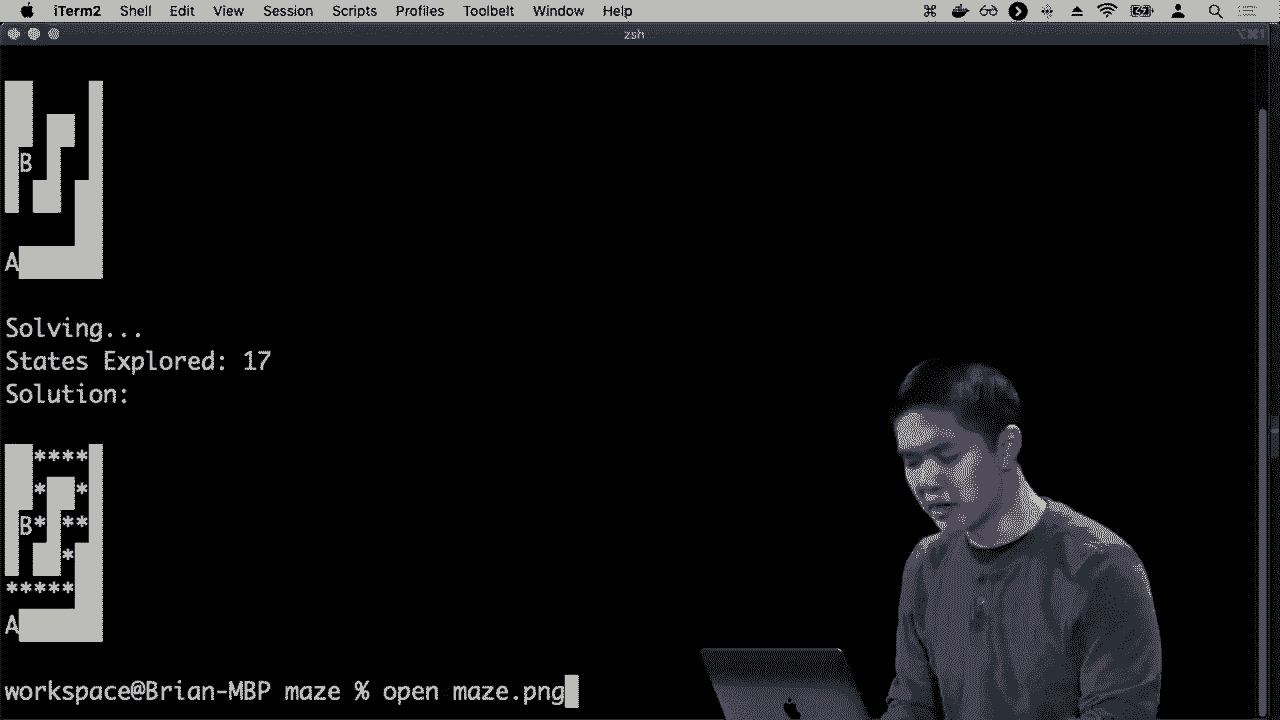 iTerm2 Shell Edit View Session Scripts Profiles Toolbelt Window Help
zsh
B
A
Solving...
States Explored: 17
Solution:
****
* *
B* **
*
*****
A
workspace@Brian-MBP maze % open maze.png